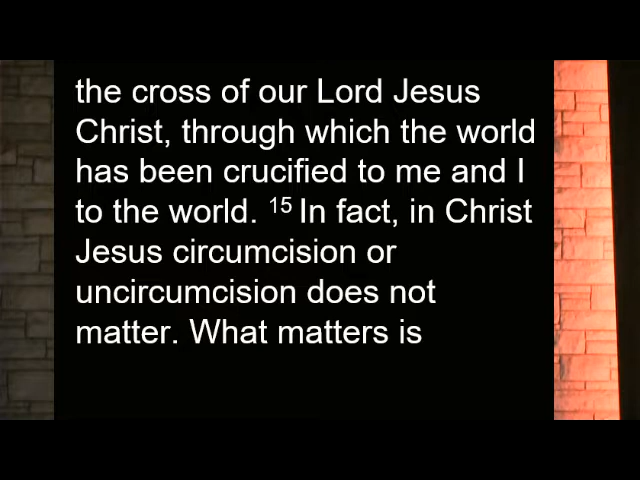 the cross of our Lord Jesus
Christ, through which the world
has been crucified to me and I
to the world. 15 In fact, in Christ
Jesus circumcision or
uncircumcision does not
matter. What matters is